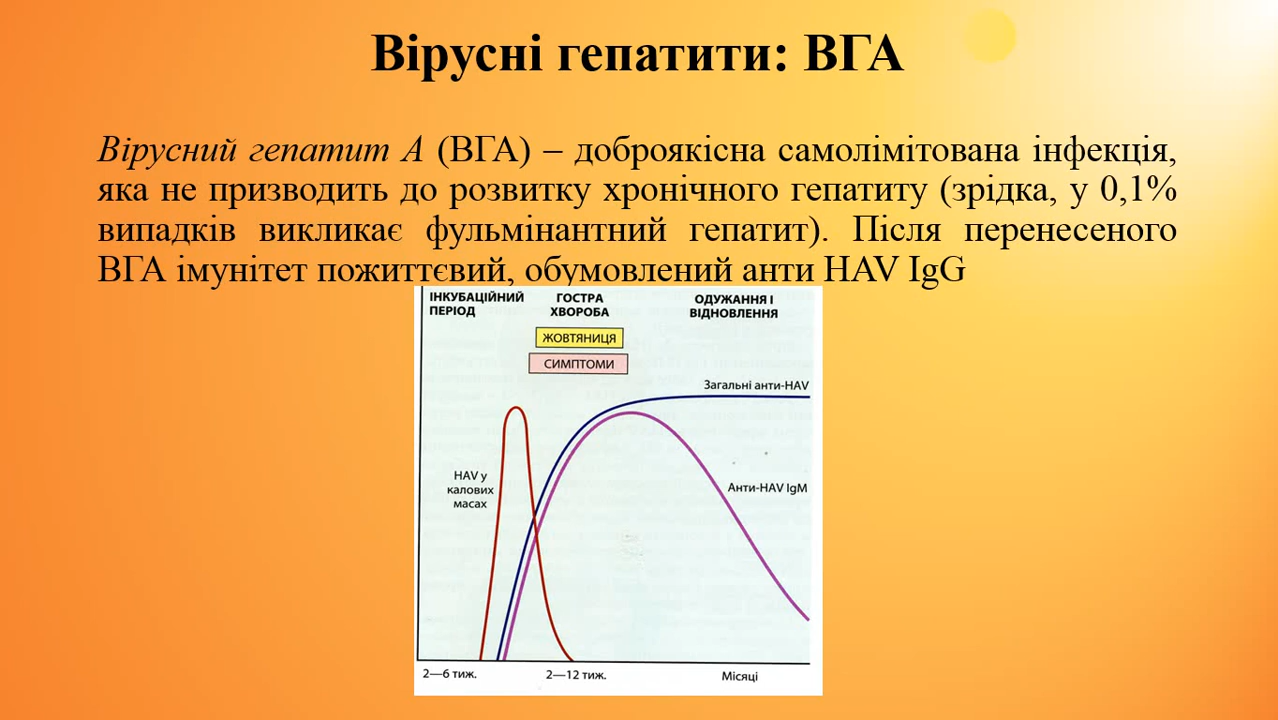 Вірусні гепатити: ВГА
Вірусний гепатит А (ВГА) – доброякісна самолімітована інфекція,
яка не призводить до розвитку хронічного гепатиту (зрідка, у 0,1%
випадків викликає фульмінантний гепатит). Після перенесеного
ВГА імунітет пожиттєвий, обумовлений анти HAV IgG
ІНКУБАЦІЙНИЙ
ПЕРІОД
ГОСТРА
ХВОРОБА
ОДУЖАННЯ І
ВІДНОВЛЕННЯ
ЖОВТЯНИЦЯ
СИМПТОМИ
Загальні анти-HAV
HAV у
калових
масах
Анти-HAV IgM
2—6 тиж.
2—12 тиж.
Місяці